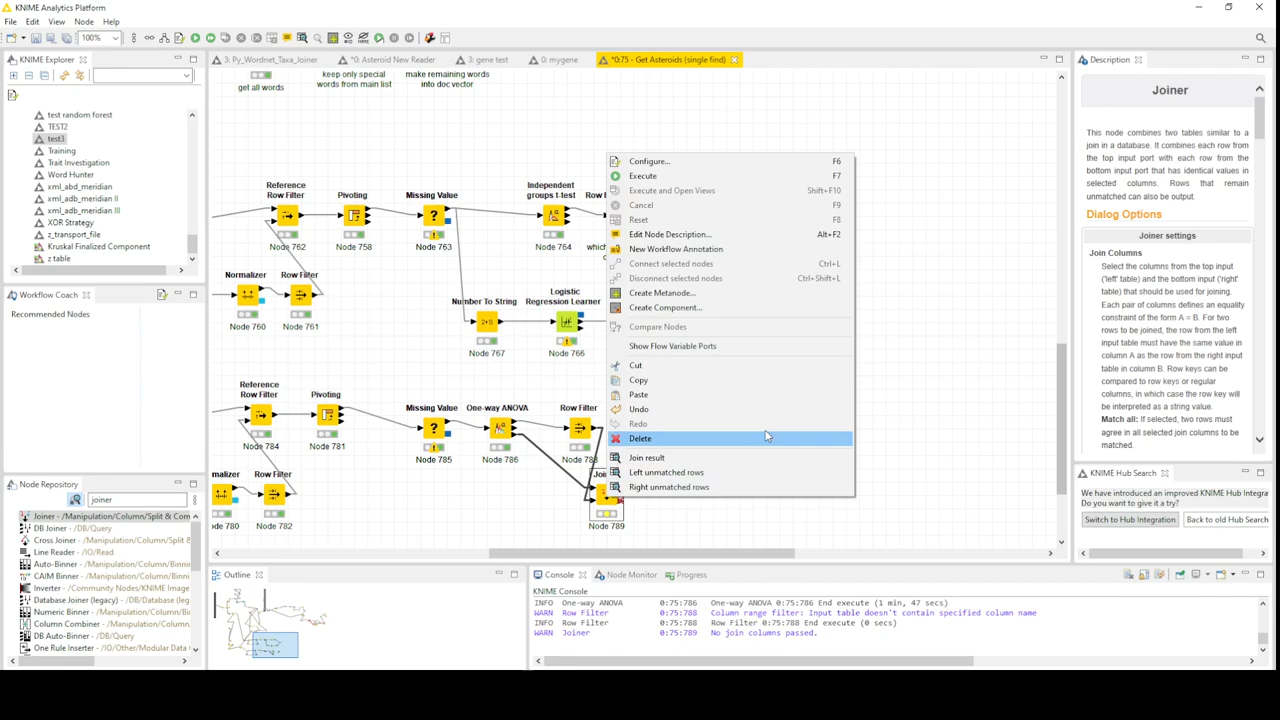 KNIME Analytics Platform
File Edit View Node Help
100%
KNIME Explorer
3: Py_Wordnet_Taxa_Joiner
*0: Asteroid New Reader
3: gene test
0: mygene
*0:75 - Get Asteroids (single find)
Description
test random forest
TEST2
test3
Training
Trait Investigation
Word Hunter
xml_abd_meridian
xml_adb_meridian II
xml_adb_meridian III
XOR Strategy
z_transport_file
Kruskal Finalized Component
z table
Workflow Coach
Recommended Nodes
Node Repository
joiner
Joiner - /Manipulation/Column/Split & Com
DB Joiner - /DB/Query
Cross Joiner - /Manipulation/Column/Split &
Line Reader - /IO/Read
Auto-Binner - /Manipulation/Column/Binnin
CAIM Binner - /Manipulation/Column/Binni
Inverter - /Community Nodes/KNIME Image
Database Joiner (legacy) - /DB/Query
Numeric Binner - /Manipulation/Column/Bi
Column Combiner - /Manipulation/Column/
DB Auto-Binner - /DB/Query
One Rule Inserter - /IO/Other/Modular Data
get all words
keep only special
words from main list
make remaining words
into doc vector
Reference
Row Filter
Node 762
Pivoting
Node 758
Missing Value
Node 763
Independent
groups t-test
Node 764
Row
whic
Normalizer
Node 760
Row Filter
Node 761
Number To String
Node 767
Logistic
Regression Learner
Node 766
Reference
Row Filter
Node 784
Pivoting
Node 781
Missing Value
Node 785
One-way ANOVA
Node 786
Row Filter
Node 788
malizer
de 780
Row Filter
Node 782
Node 789
Configure... F6
Execute F7
Execute and Open Views Shift+F10
Cancel F9
Reset F8
Edit Node Description... Alt+F2
New Workflow Annotation
Connect selected nodes Ctrl+L
Disconnect selected nodes Ctrl+Shift+L
Create Metanode...
Create Component...
Compare Nodes
Show Flow Variable Ports
Cut
Copy
Paste
Undo
Redo
Delete
Join result
Left unmatched rows
Right unmatched rows
Joiner
This node combines two tables similar to a
join in a database. It combines each row from
the top input port with each row from the
bottom input port that has identical values in
selected columns. Rows that remain
unmatched can also be output.
Dialog Options
Joiner settings
Join Columns
Select the columns from the top input
('left' table) and the bottom input ('right'
table) that should be used for joining.
Each pair of columns defines an equality
constraint of the form A = B. For two
rows to be joined, the row from the left
input table must have the same value in
column A as the row from the right input
table in column B. Row keys can be
compared to row keys or regular
columns, in which case the row key will
be interpreted as a string value.
Match all: If selected, two rows must
agree in all selected join columns to be
matched.
KNIME Hub Search
We have introduced an improved KNIME Hub Integra
Do you want to give it a try?
Switch to Hub Integration
Back to old Hub Search
Outline
Console
Node Monitor
Progress
KNIME Console
INFO One-way ANOVA 0:75:786 One-way ANOVA 0:75:786 End execute (1 min, 47 secs)
WARN Row Filter 0:75:788 Column range filter: Input table doesn't contain specified column name
INFO Row Filter 0:75:788 Row Filter 0:75:788 End execute (0 secs)
WARN Joiner 0:75:789 No join columns passed.